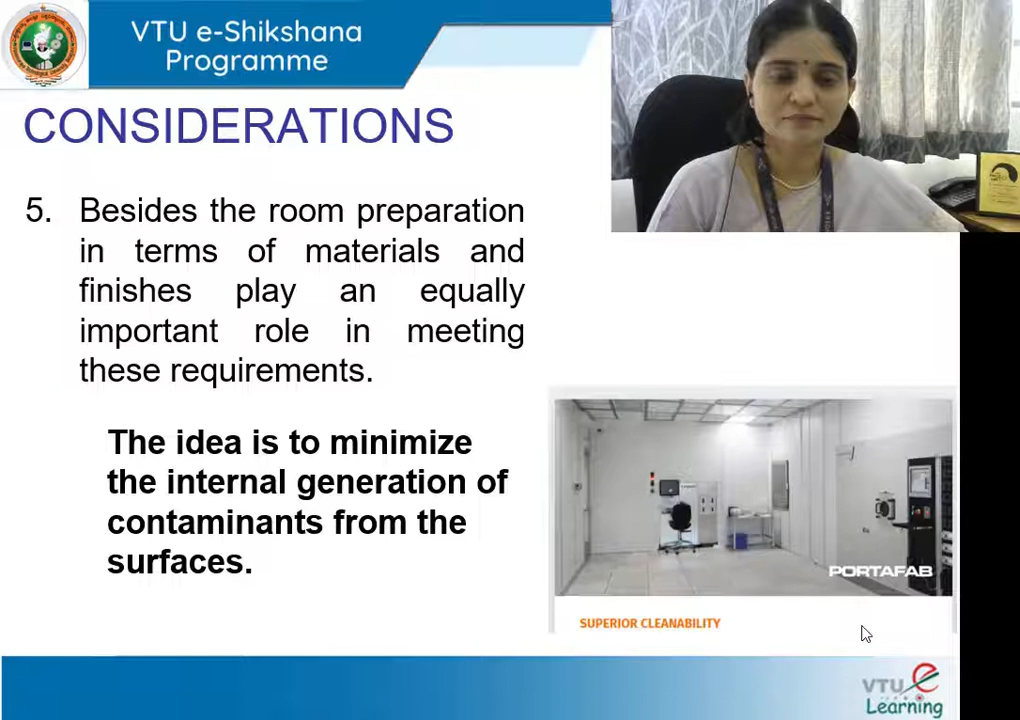 VTU e-Shikshana
Programme
CONSIDERATIONS
5. Besides the room preparation
in terms of materials and
finishes play an equally
important role in meeting
these requirements.
The idea is to minimize
the internal generation of
contaminants from the
surfaces.
PORTAFAB
SUPERIOR CLEANABILITY
VTU e
Learning